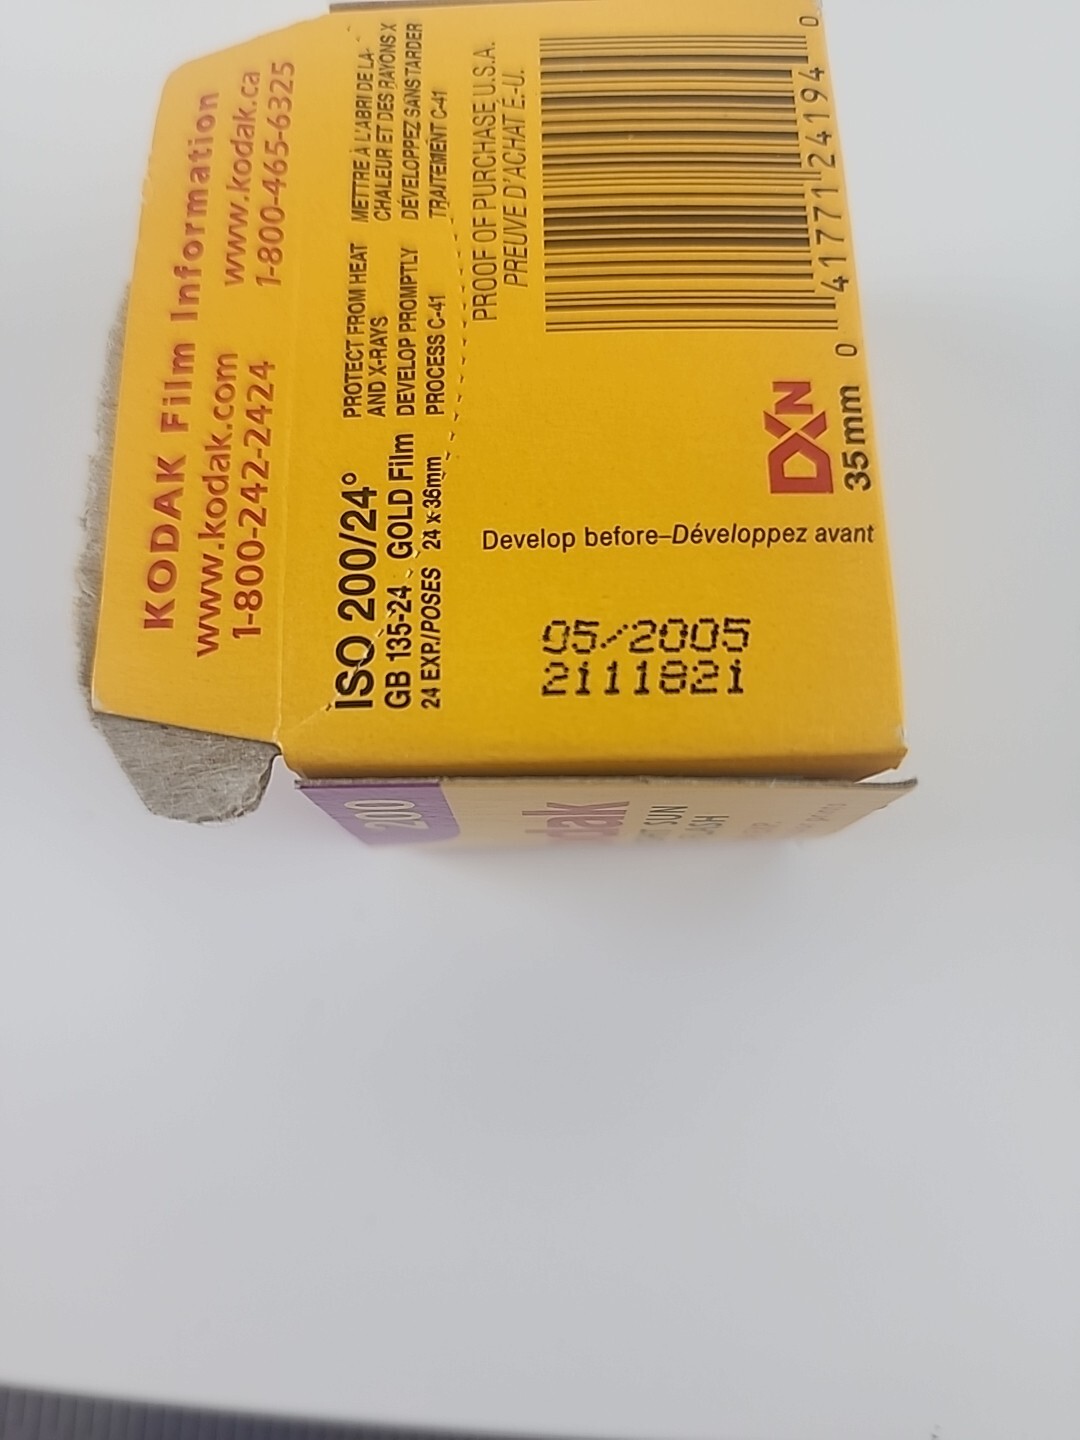 KODAK Film Information
www.kodak.com www.kodak.ca
1-800-242-2424 1-800-465-6325
ISO 200/24°
GB 135-24 GOLD Film
24 EXP./POSES 24 x 36mm
PROTECT FROM HEAT
AND X-RAYS
DEVELOP PROMPTLY
PROCESS C-41
METTRE À L'ABRI DE LA
CHALEUR ET DES RAYONS X
DÉVELOPPEZ SANS TARDER
TRAITEMENT C-41
PROOF OF PURCHASE U.S.A.
PREUVE D'ACHAT É.-U.
0 41771 24194 0
DXN
35mm
Develop before–Développez avant
05/2005
2111821
200
SUN